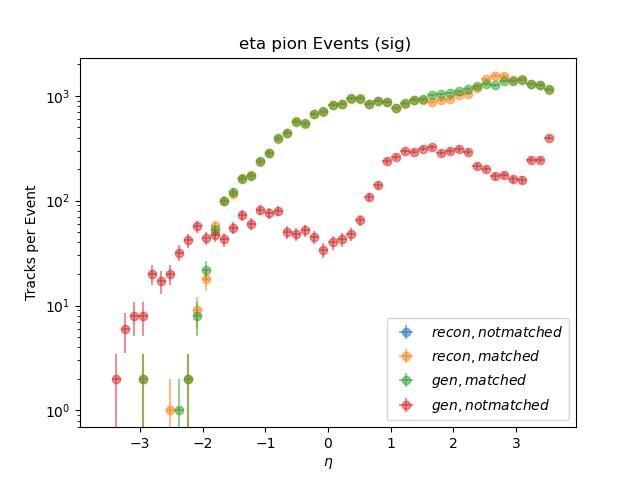 eta pion Events (sig)
Tracks per Event
10³
10²
10¹
10⁰
recon, notmatched
recon, matched
gen, matched
gen, notmatched
−3 −2 −1 0 1 2 3
η